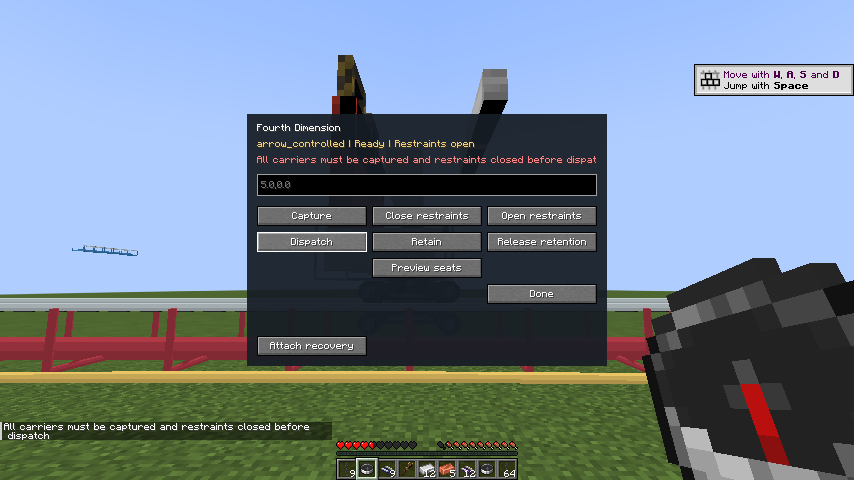 Move with W, A, S and D
Jump with Space
Fourth Dimension
arrow_controlled | Ready | Restraints open
All carriers must be captured and restraints closed before dispat
5.0,0.0
Capture
Close restraints
Open restraints
Dispatch
Retain
Release retention
Preview seats
Done
Attach recovery
All carriers must be captured and restraints closed before
dispatch
9
9
12
5
12
64